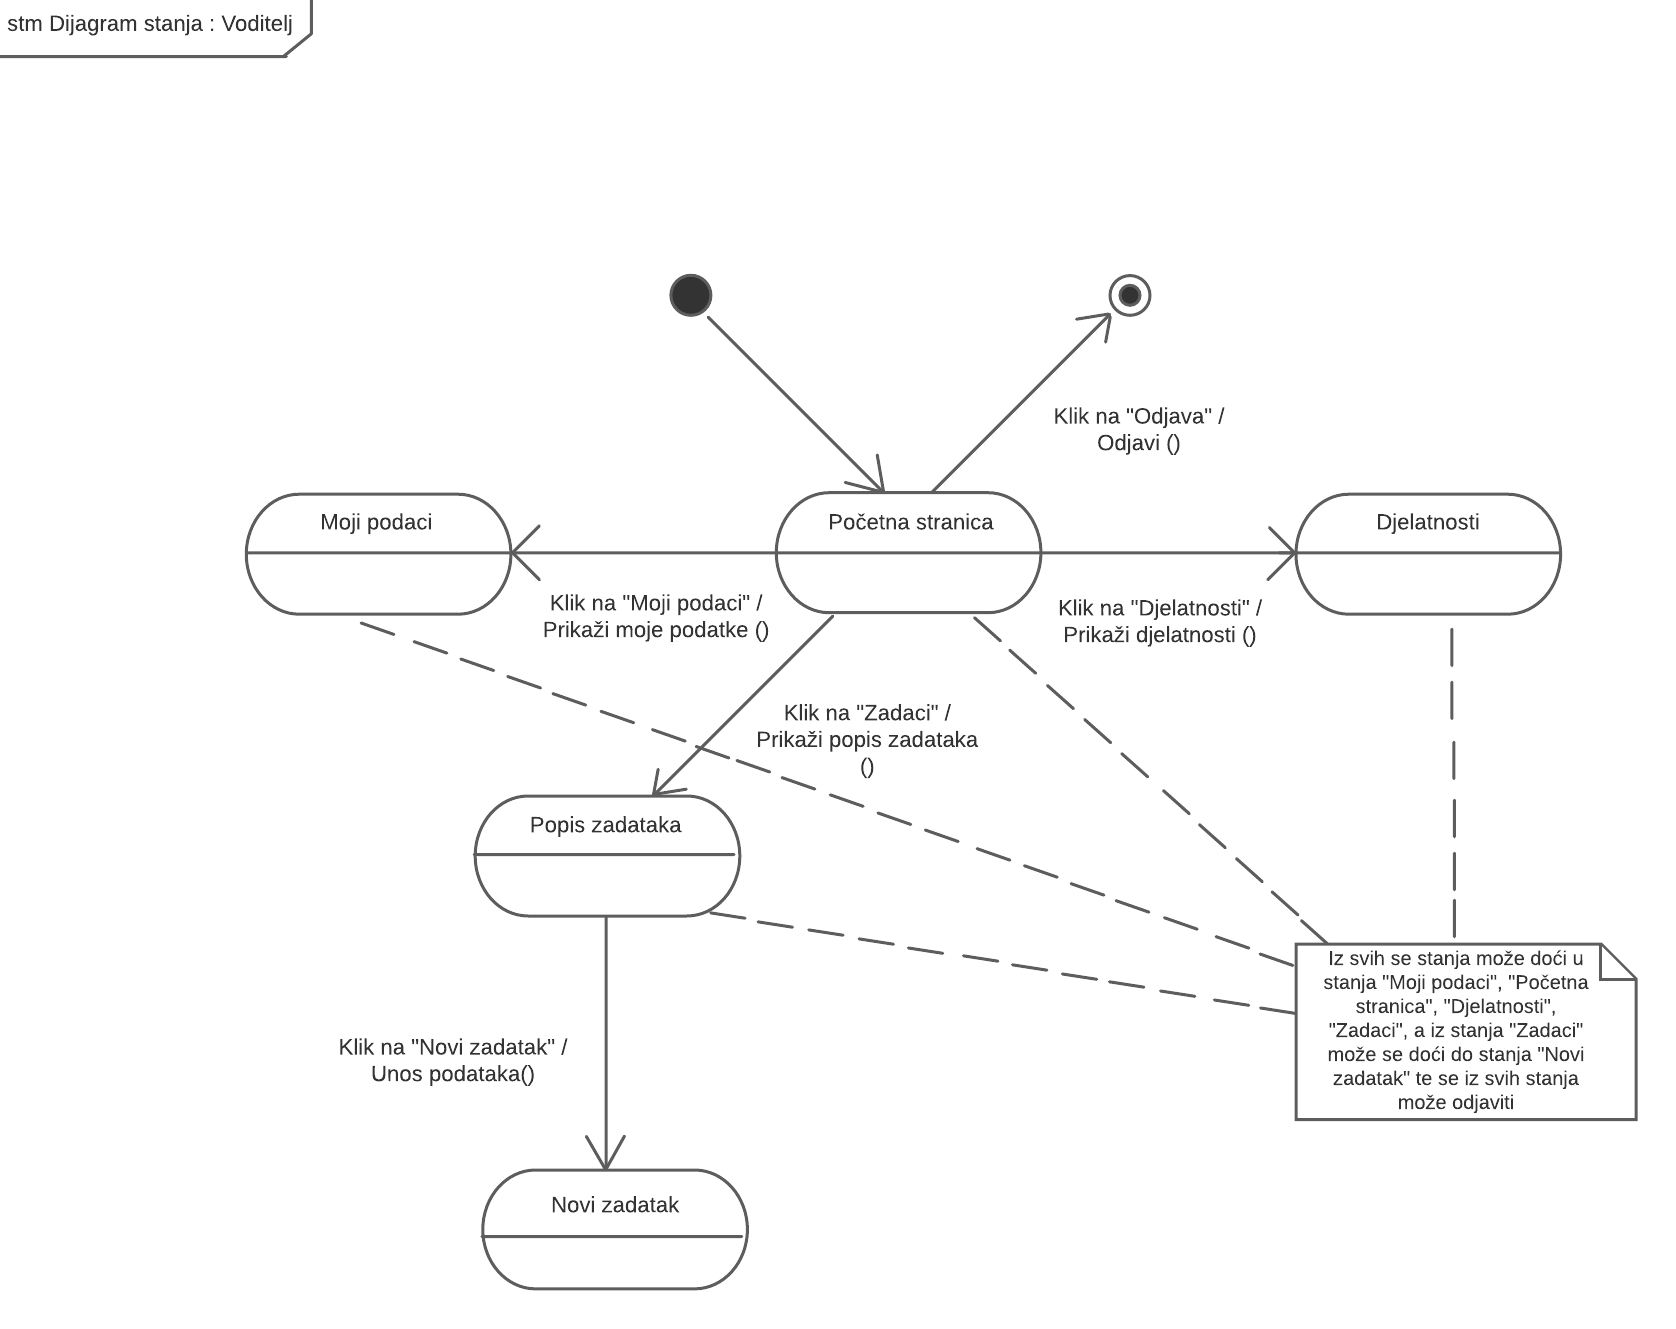 stm Dijagram stanja : Voditelj
Klik na "Odjava" /
Odjavi ()
Moji podaci
Početna stranica
Djelatnosti
Klik na "Moji podaci" /
Prikaži moje podatke ()
Klik na "Djelatnosti" /
Prikaži djelatnosti ()
Klik na "Zadaci" /
Prikaži popis zadataka
()
Popis zadataka
Iz svih se stanja može doći u
stanja "Moji podaci", "Početna
stranica", "Djelatnosti",
"Zadaci", a iz stanja "Zadaci"
može se doći do stanja "Novi
zadatak" te se iz svih stanja
može odjaviti
Klik na "Novi zadatak" /
Unos podataka()
Novi zadatak